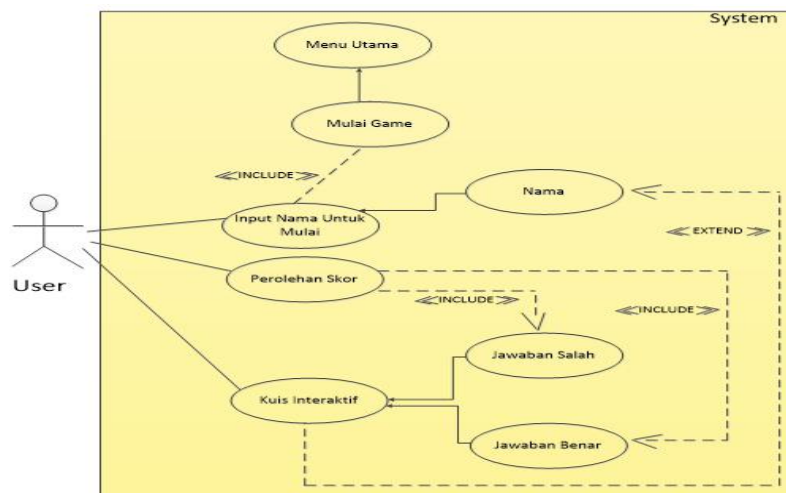 System
Menu Utama
Mulai Game
<<INCLUDE>>
Nama
Input Nama Untuk
Mulai
<<EXTEND>>
User
Perolehan Skor
<<INCLUDE>>
<<INCLUDE>>
Jawaban Salah
Kuis Interaktif
Jawaban Benar